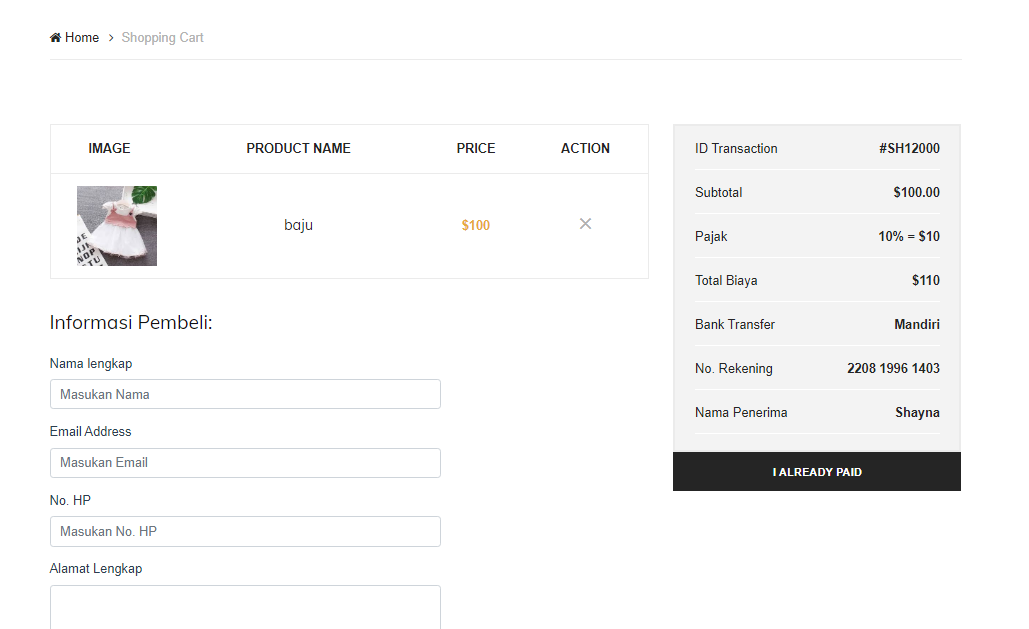 Home > Shopping Cart
IMAGE PRODUCT NAME PRICE ACTION
baju $100
Informasi Pembeli:
Nama lengkap
Masukan Nama
Email Address
Masukan Email
No. HP
Masukan No. HP
Alamat Lengkap
ID Transaction #SH12000
Subtotal $100.00
Pajak 10% = $10
Total Biaya $110
Bank Transfer Mandiri
No. Rekening 2208 1996 1403
Nama Penerima Shayna
I ALREADY PAID